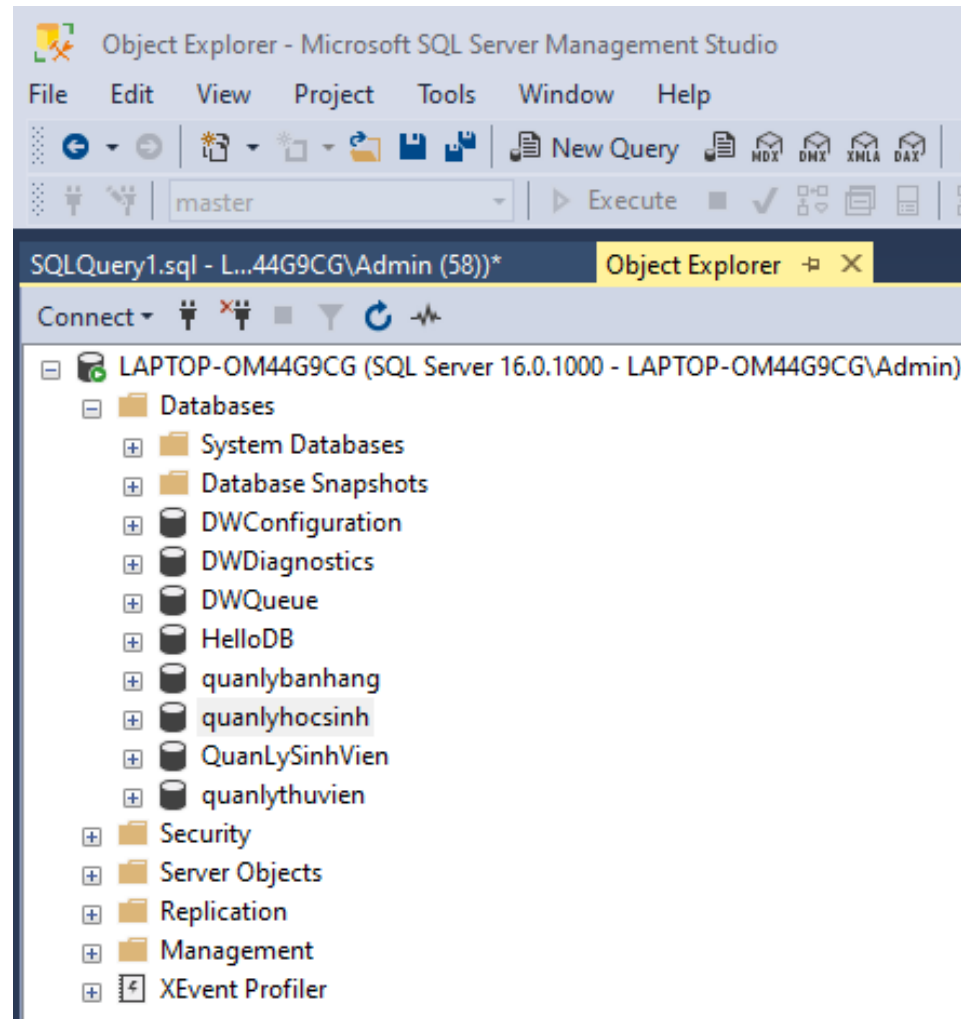 Object Explorer - Microsoft SQL Server Management Studio
File Edit View Project Tools Window Help
New Query MDX DMX XMLA DAX
master Execute
SQLQuery1.sql - L...44G9CG\Admin (58))* Object Explorer
Connect
LAPTOP-OM44G9CG (SQL Server 16.0.1000 - LAPTOP-OM44G9CG\Admin)
Databases
System Databases
Database Snapshots
DWConfiguration
DWDiagnostics
DWQueue
HelloDB
quanlybanhang
quanlyhocsinh
QuanLySinhVien
quanlythuvien
Security
Server Objects
Replication
Management
XEvent Profiler